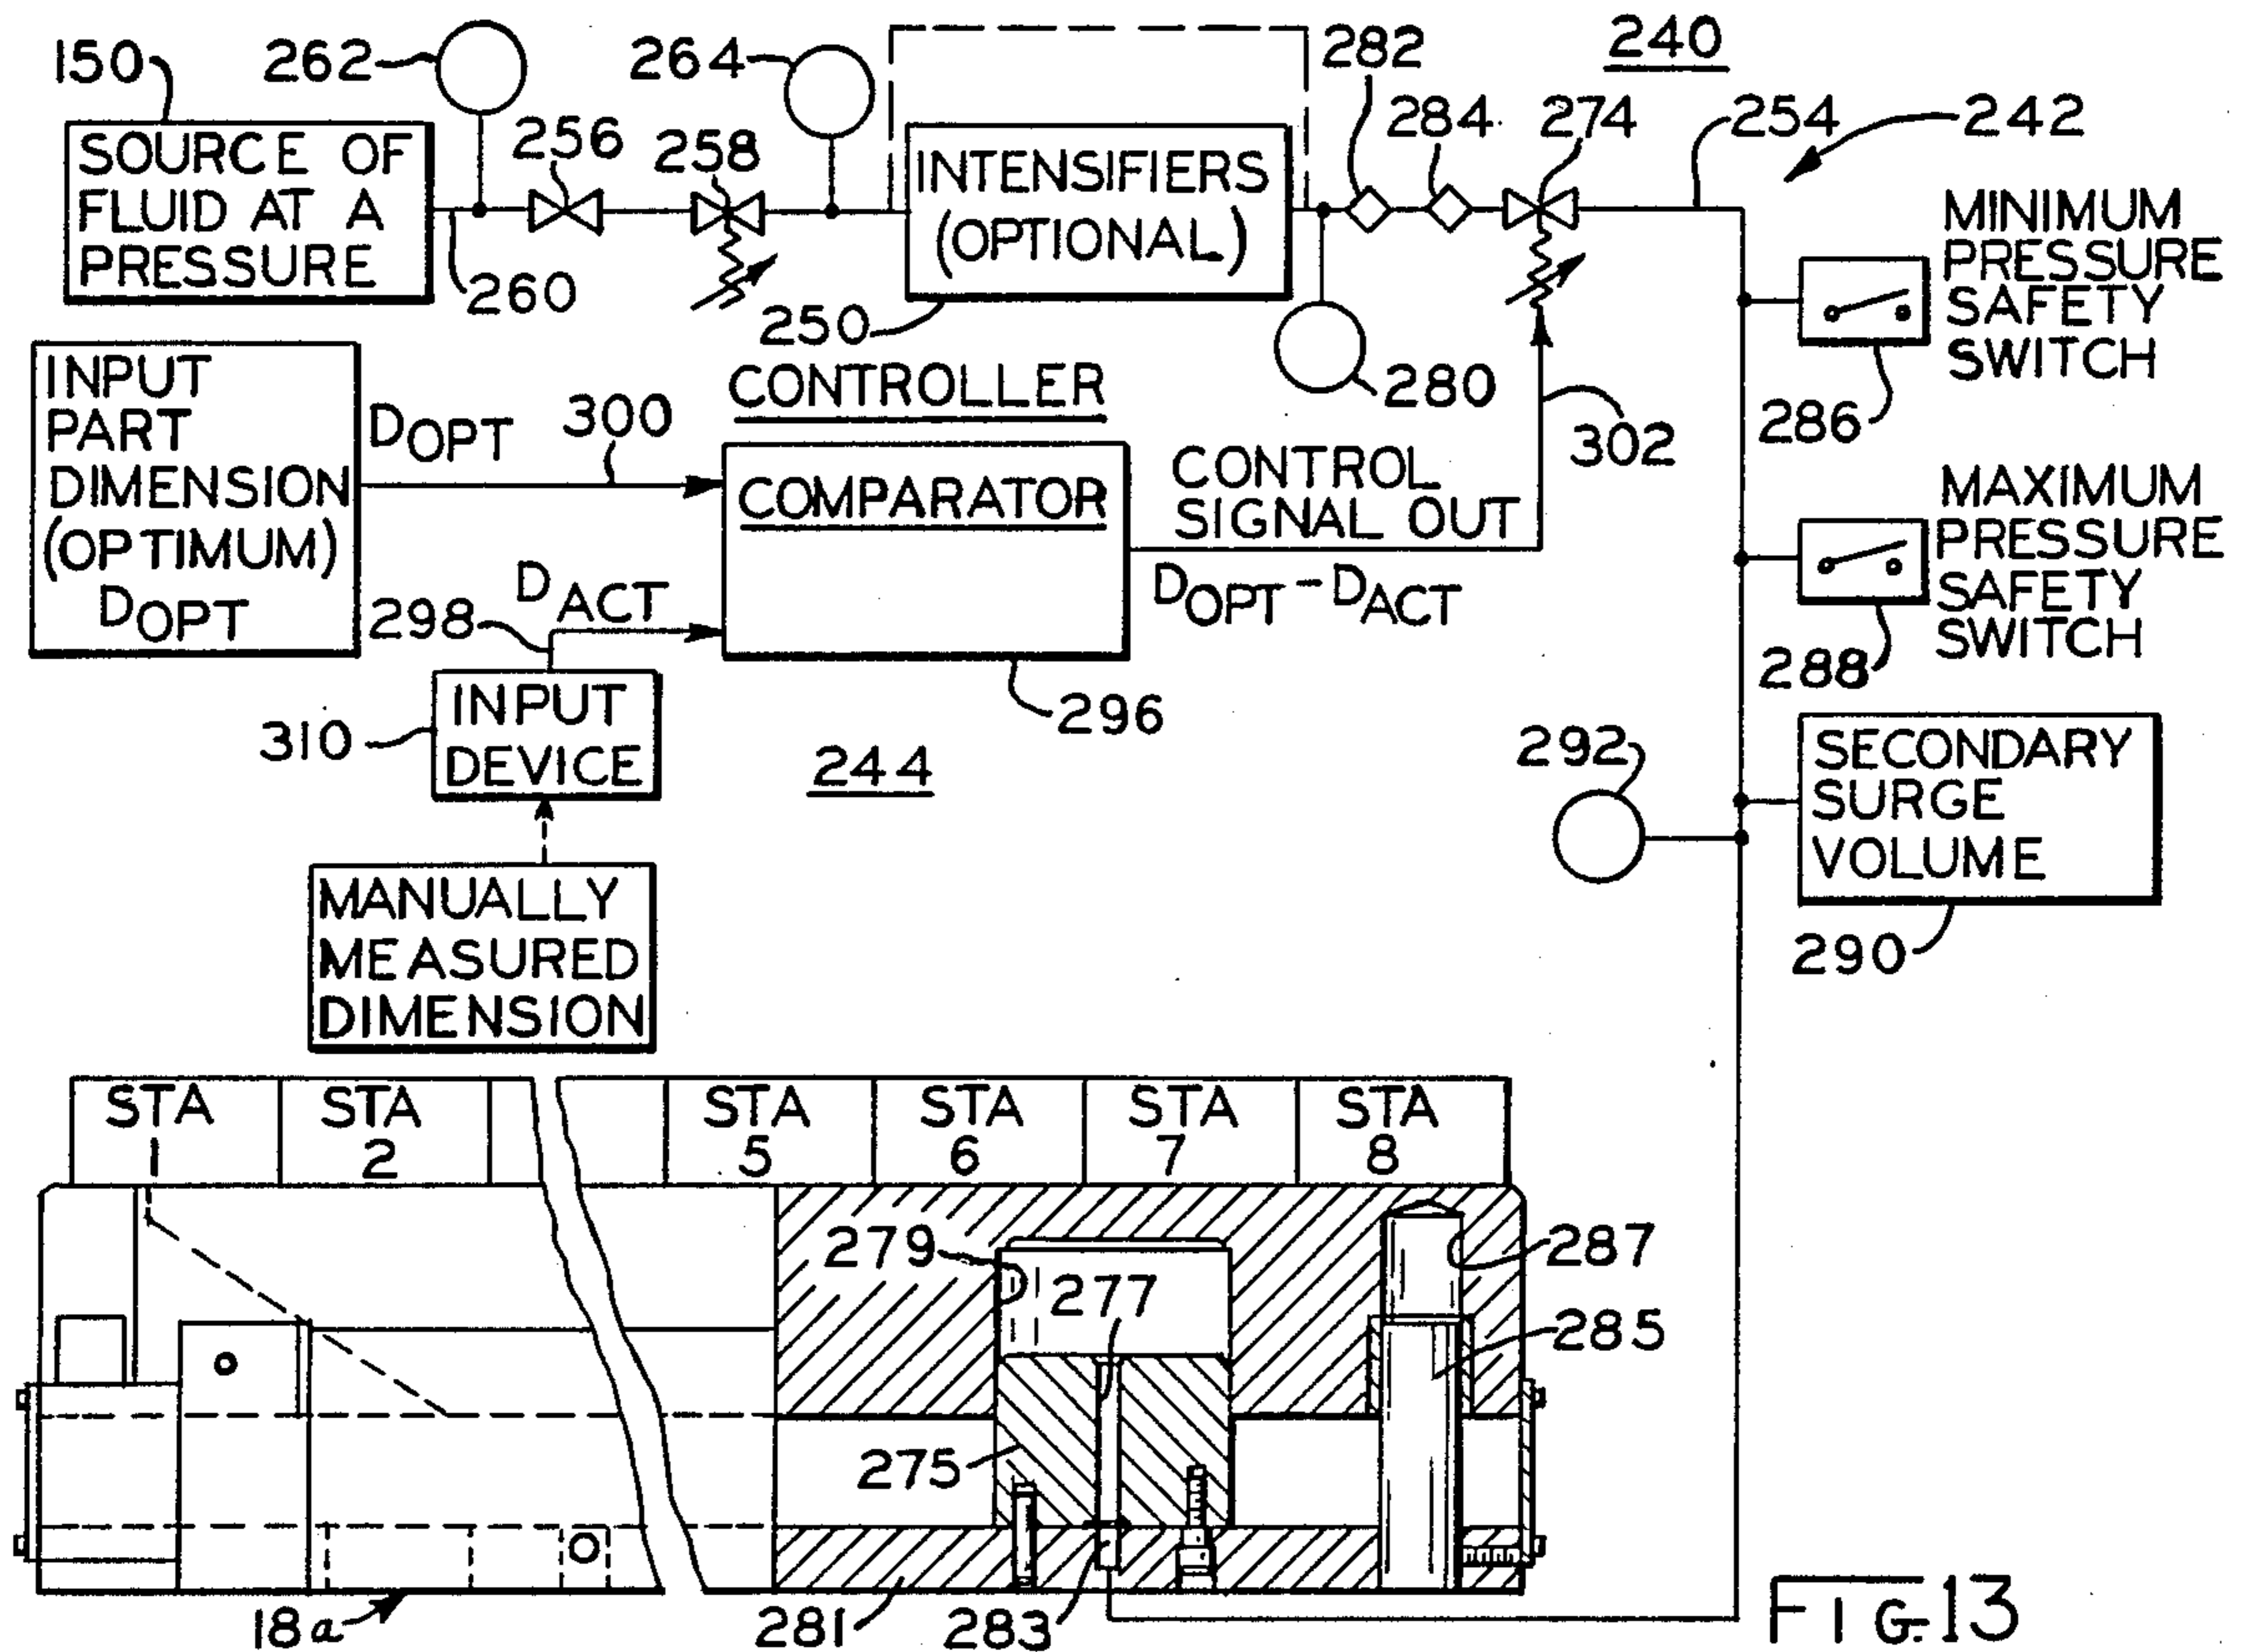 240
150
262
264
282
284
274
254
242
256
258
SOURCE OF
FLUID AT A
PRESSURE
260
INTENSIFIERS
(OPTIONAL)
250
280
MINIMUM
PRESSURE
SAFETY
SWITCH
286
INPUT
PART
DIMENSION
(OPTIMUM)
DOPT
DOPT
300
CONTROLLER
COMPARATOR
CONTROL
SIGNAL OUT
DOPT-DACT
302
MAXIMUM
PRESSURE
SAFETY
SWITCH
288
298
DACT
INPUT
DEVICE
310
296
244
292
SECONDARY
SURGE
VOLUME
290
MANUALLY
MEASURED
DIMENSION
STA
1
STA
2
STA
5
STA
6
STA
7
STA
8
279
277
287
285
275
18a
281
283
FIG.13